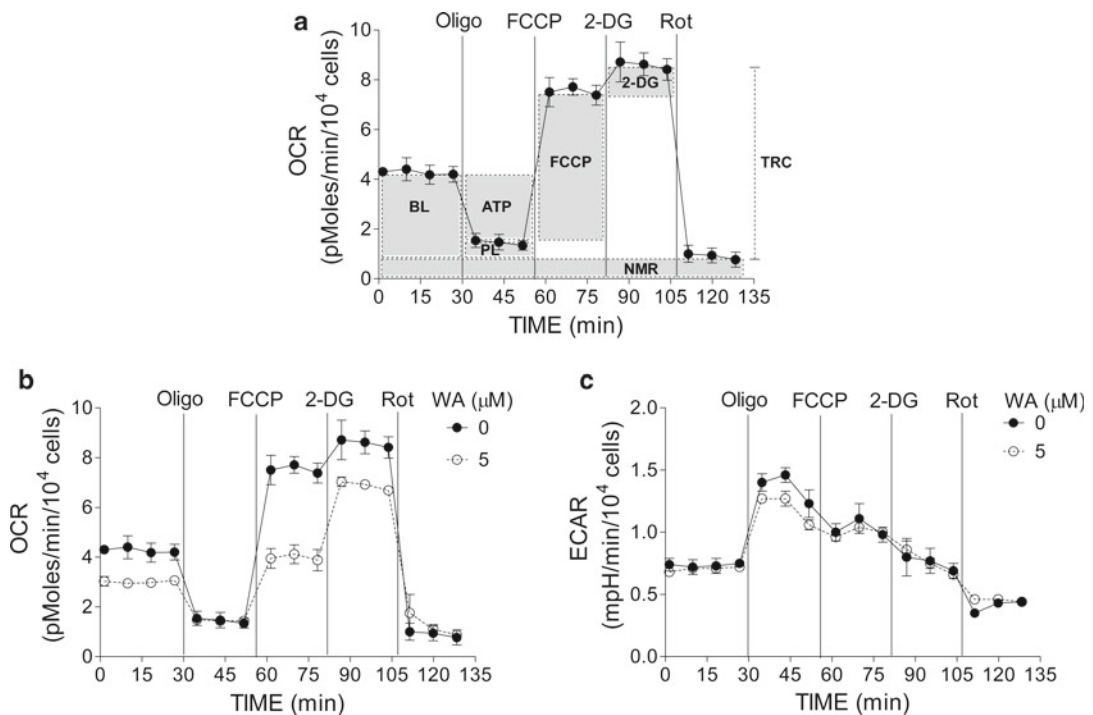 a
Oligo FCCP 2-DG Rot
OCR
(pMoles/min/10⁴ cells)
10
8
6
4
2
0
BL
ATP
PL
FCCP
2-DG
NMR
TRC
0 15 30 45 60 75 90 105 120 135
TIME (min)
b
Oligo FCCP 2-DG Rot WA (μM)
0
5
OCR
(pMoles/min/10⁴ cells)
10
8
6
4
2
0
0 15 30 45 60 75 90 105 120 135
TIME (min)
c
Oligo FCCP 2-DG Rot WA (μM)
0
5
ECAR
(mpH/min/10⁴ cells)
2.0
1.5
1.0
0.5
0.0
0 15 30 45 60 75 90 105 120 135
TIME (min)